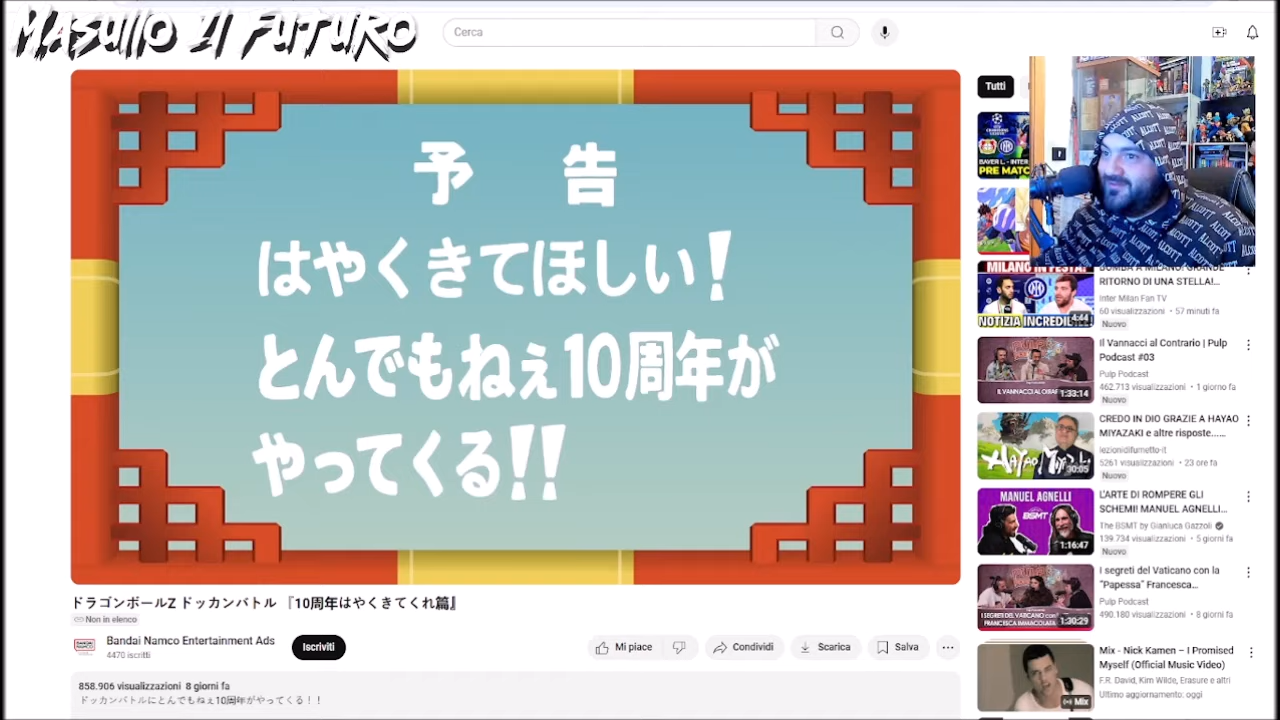 MASULLO IL FUTURO
Cerca
予告
はやくきてほしい！
とんでもねぇ10周年が
やってくる!!
ドラゴンボールZ ドッカンバトル 『10周年はやくきてくれ篇』
Non in elenco
Bandai Namco Entertainment Ads
4470 iscritti
Iscriviti
Mi piace
Condividi
Scarica
Salva
858.906 visualizzazioni 8 giorni fa
ドッカンバトルにとんでもねぇ10周年がやってくる！！
Tutti
BAYER L. - INTER
PRE MATC
ALCOTT
MILANO IN FESTA!
NOTIZIA INCREDIBI
4:44
BOMBA A MILANO! GRANDE
RITORNO DI UNA STELLA!...
Inter Milan Fan TV
60 visualizzazioni • 57 minuti fa
Nuovo
1:33:14
Il Vannacci al Contrario | Pulp
Podcast #03
Pulp Podcast
462.713 visualizzazioni • 1 giorno fa
Nuovo
30:05
CREDO IN DIO GRAZIE A HAYAO
MIYAZAKI e altre risposte......
lezionidifumetto-it
5261 visualizzazioni • 23 ore fa
Nuovo
MANUEL AGNELLI
BSMT
1:16:47
L'ARTE DI ROMPERE GLI
SCHEMI! MANUEL AGNELLI...
The BSMT by Gianluca Gazzoli
139.734 visualizzazioni • 5 giorni fa
Nuovo
1:30:29
I segreti del Vaticano con la
"Papessa" Francesca...
Pulp Podcast
490.180 visualizzazioni • 8 giorni fa
Mix
Mix - Nick Kamen – I Promised
Myself (Official Music Video)
F.R. David, Kim Wilde, Erasure e altri
Ultimo aggiornamento: oggi